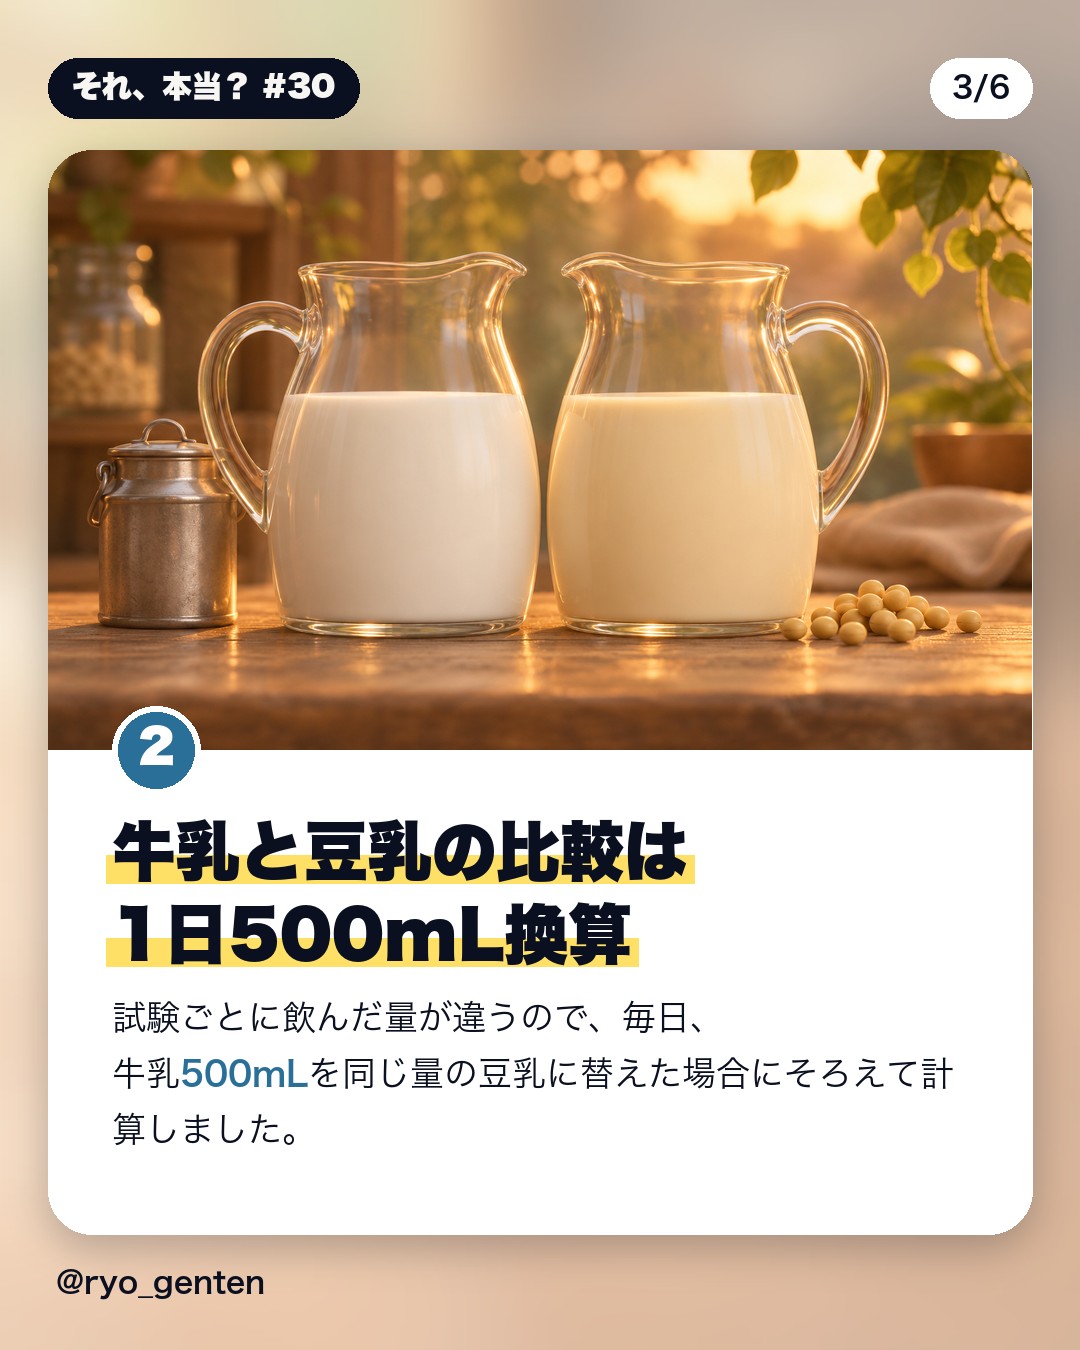 それ、本当？ #30
3/6
2
牛乳と豆乳の比較は
1日500mL換算
試験ごとに飲んだ量が違うので、毎日、
牛乳500mLを同じ量の豆乳に替えた場合にそろえて計
算しました。
@ryo_genten